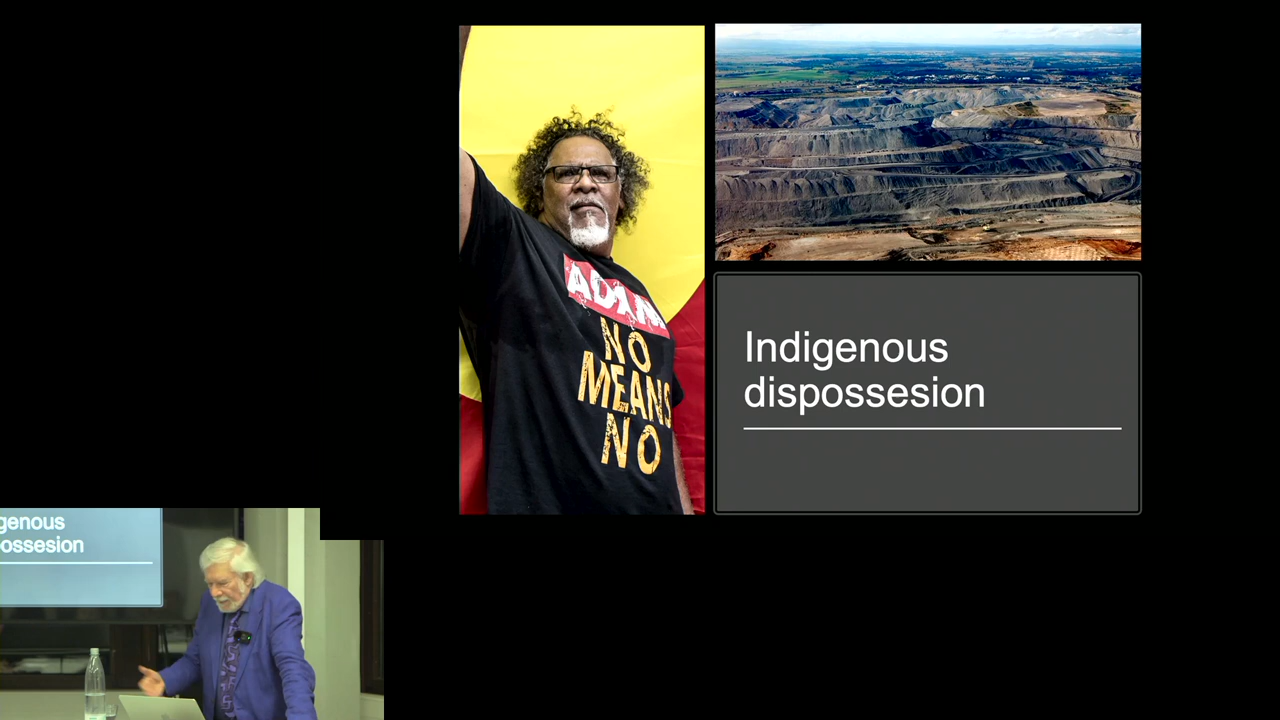 ADANI
NO
MEANS
NO
Indigenous
dispossesion
genous
ossesion